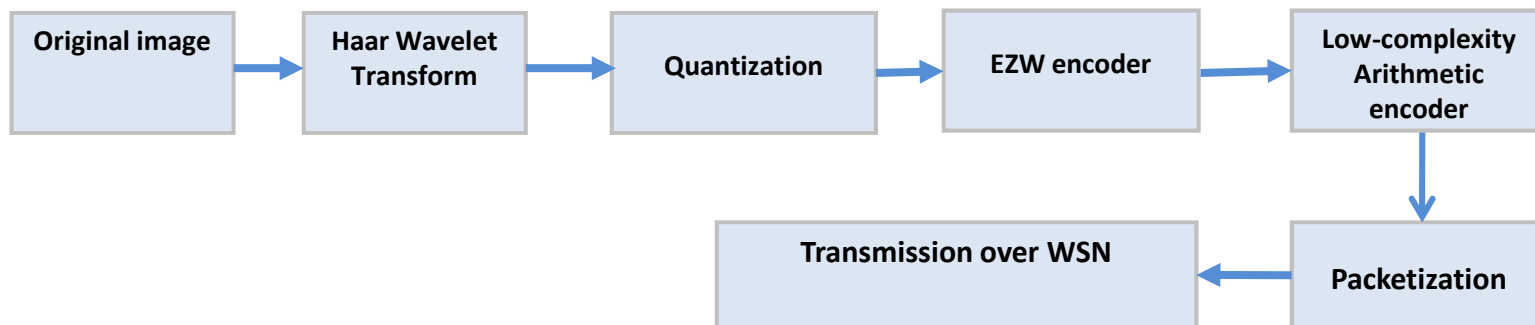 Original image
Haar Wavelet
Transform
Quantization
EZW encoder
Low-complexity
Arithmetic
encoder
Packetization
Transmission over WSN